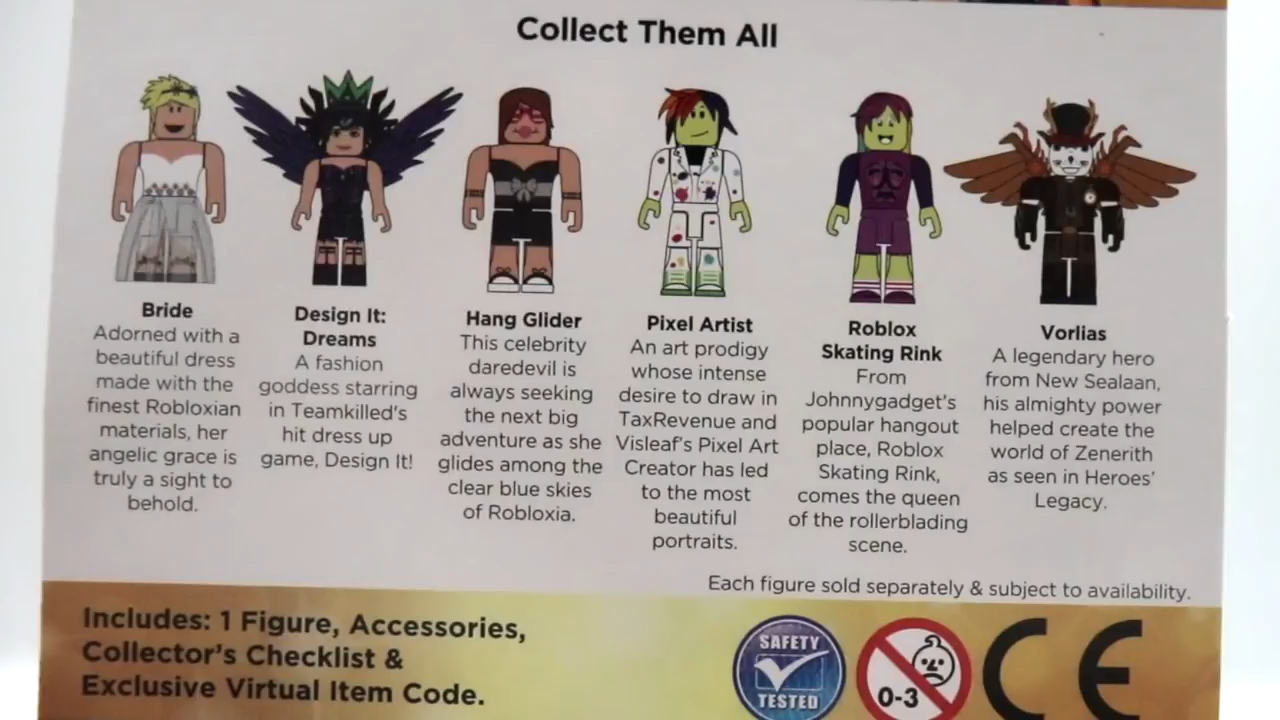 Collect Them All
Bride
Adorned with a
beautiful dress
made with the
finest Robloxian
materials, her
angelic grace is
truly a sight to
behold.
Design It:
Dreams
A fashion
goddess starring
in Teamkilled's
hit dress up
game, Design It!
Hang Glider
This celebrity
daredevil is
always seeking
the next big
adventure as she
glides among the
clear blue skies
of Robloxia.
Pixel Artist
An art prodigy
whose intense
desire to draw in
TaxRevenue and
Visleaf's Pixel Art
Creator has led
to the most
beautiful
portraits.
Roblox
Skating Rink
From
Johnnygadget's
popular hangout
place, Roblox
Skating Rink,
comes the queen
of the rollerblading
scene.
Vorlias
A legendary hero
from New Sealaan,
his almighty power
helped create the
world of Zenerith
as seen in Heroes'
Legacy.
Each figure sold separately & subject to availability.
Includes: 1 Figure, Accessories,
Collector's Checklist &
Exclusive Virtual Item Code.
SAFETY
TESTED
0-3
CE